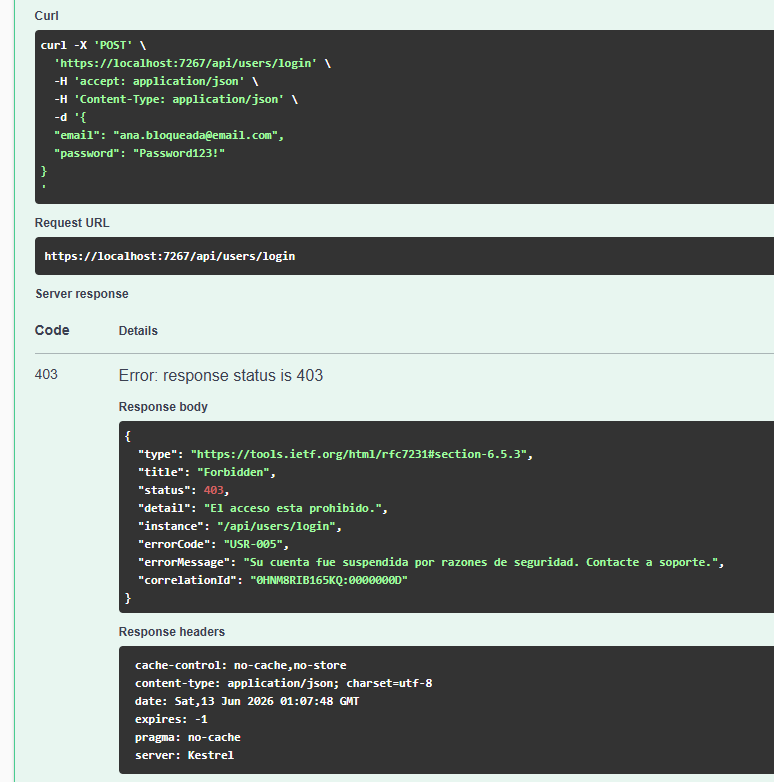 Curl
curl -X 'POST' \
  'https://localhost:7267/api/users/login' \
  -H 'accept: application/json' \
  -H 'Content-Type: application/json' \
  -d '{
  "email": "ana.bloqueada@email.com",
  "password": "Password123!"
}
'
Request URL
https://localhost:7267/api/users/login
Server response
Code Details
403 Error: response status is 403
Response body
{
  "type": "https://tools.ietf.org/html/rfc7231#section-6.5.3",
  "title": "Forbidden",
  "status": 403,
  "detail": "El acceso esta prohibido.",
  "instance": "/api/users/login",
  "errorCode": "USR-005",
  "errorMessage": "Su cuenta fue suspendida por razones de seguridad. Contacte a soporte.",
  "correlationId": "0HNM8RIB165KQ:0000000D"
}
Response headers
cache-control: no-cache,no-store
content-type: application/json; charset=utf-8
date: Sat,13 Jun 2026 01:07:48 GMT
expires: -1
pragma: no-cache
server: Kestrel